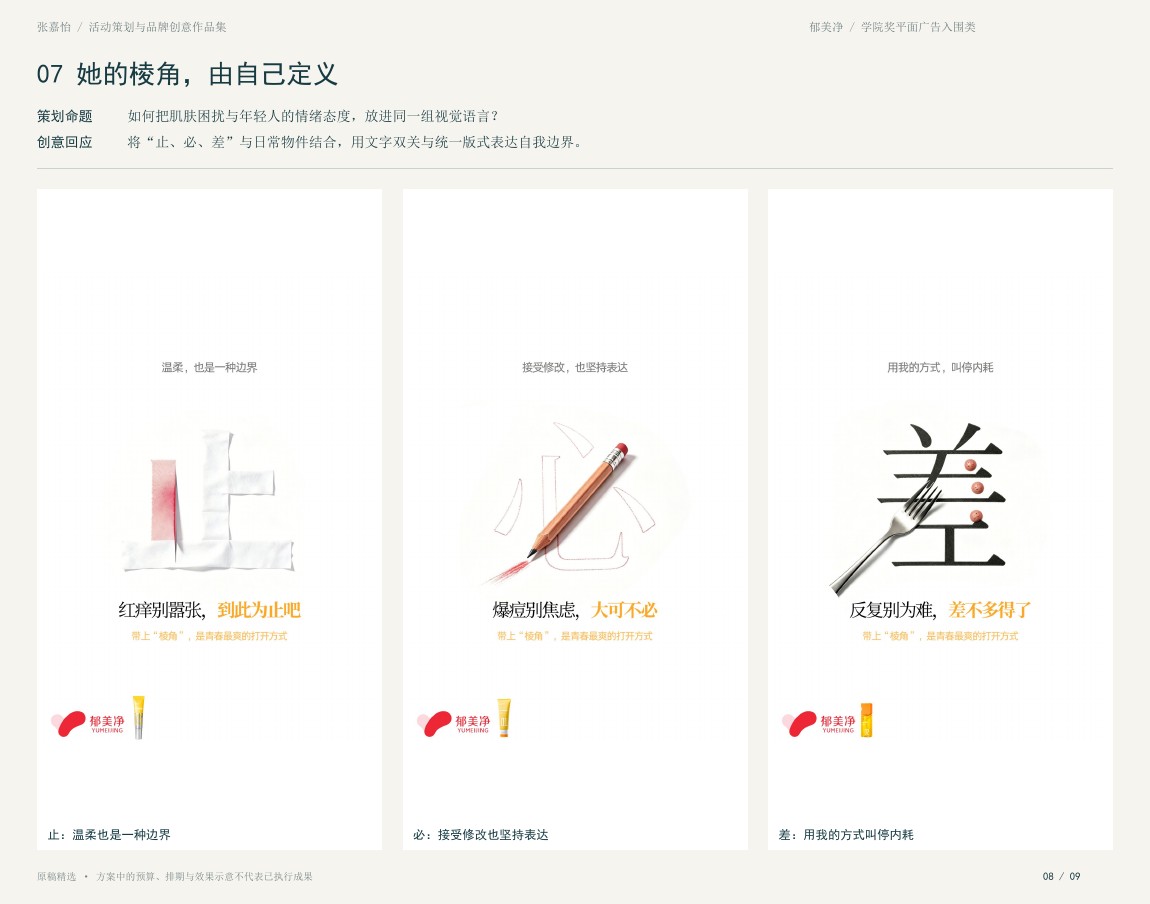 张嘉怡 / 活动策划与品牌创意作品集
郁美净 / 学院奖平面广告入围类
07 她的棱角，由自己定义
策划命题 如何把肌肤困扰与年轻人的情绪态度，放进同一组视觉语言？
创意回应 将“止、必、差”与日常物件结合，用文字双关与统一版式表达自我边界。
温柔，也是一种边界
止
红痒别嚣张，到此为止吧
带上“棱角”，是青春最爽的打开方式
郁美净
YUMEIJING
止：温柔也是一种边界
接受修改，也坚持表达
必
爆痘别焦虑，大可不必
带上“棱角”，是青春最爽的打开方式
郁美净
YUMEIJING
必：接受修改也坚持表达
用我的方式，叫停内耗
差
反复别为难，差不多得了
带上“棱角”，是青春最爽的打开方式
郁美净
YUMEIJING
差：用我的方式叫停内耗
原稿精选 • 方案中的预算、排期与效果示意不代表已执行成果
08 / 09